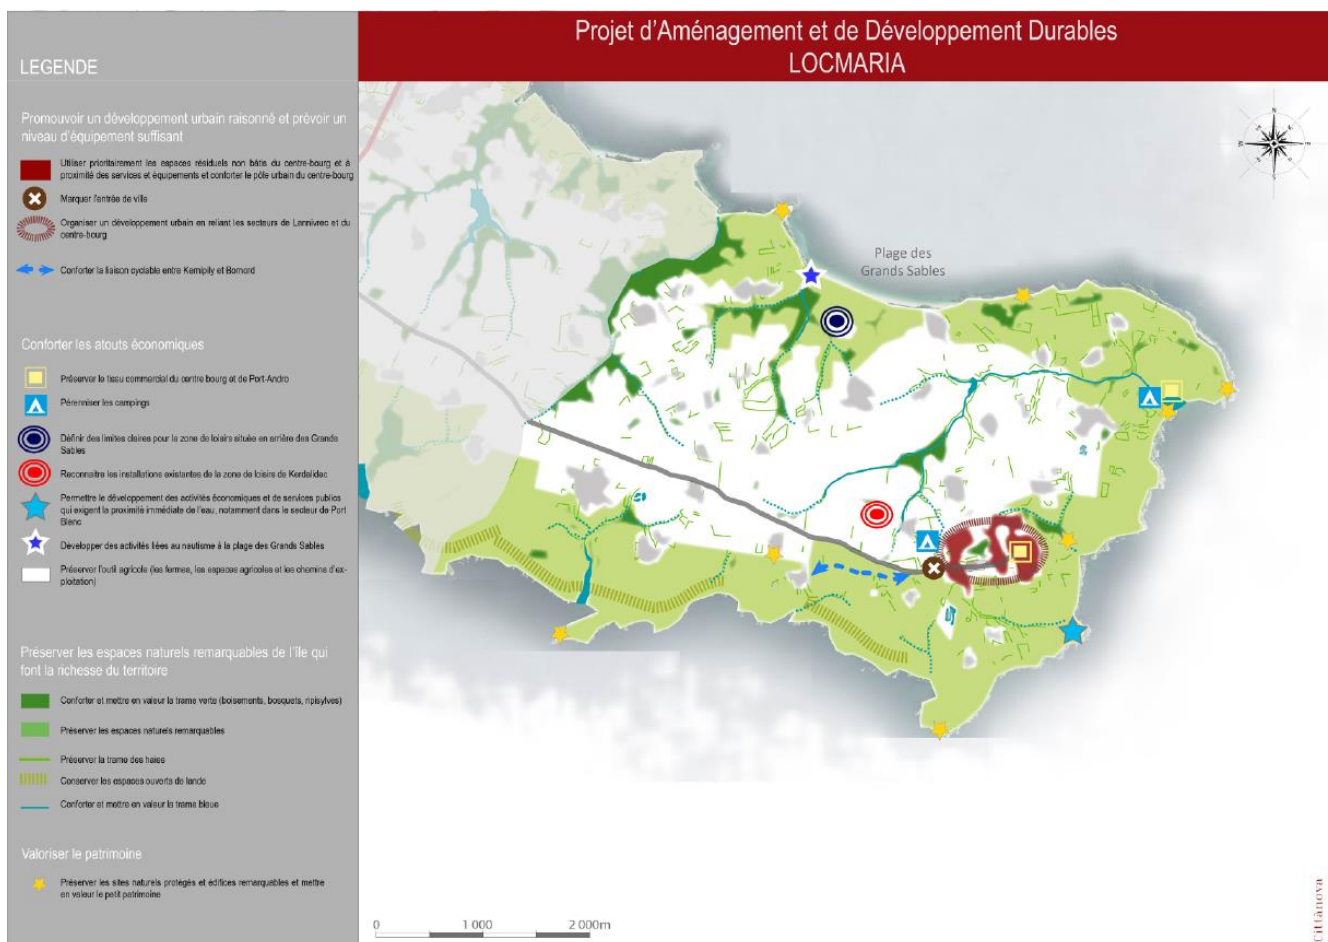 Projet d'Aménagement et de Développement Durables
LOCMARIA
LEGENDE
Promouvoir un développement urbain raisonné et prévoir un
niveau d'équipement suffisant
Utiliser prioritairement les espaces résiduels non bâtis du centre-bourg et à
proximité des services et équipements et conforter le pôle urbain du centre-bourg
Marquer l'entrée de ville
Organiser un développement urbain en reliant les secteurs de Lannivrec et du
centre-bourg
Conforter la liaison cyclable entre Kernipily et Bornord
Conforter les atouts économiques
Préserver le tissu commercial du centre bourg et de Port-Andro
Pérenniser les campings
Définir des limites claires pour la zone de loisirs située en arrière des Grands
Sables
Reconnaitre les installations existantes de la zone de loisirs de Kerdalidec
Permettre le développement des activités économiques et de services publics
qui exigent la proximité immédiate de l'eau, notamment dans le secteur de Port
Blanc
Développer des activités liées au nautisme à la plage des Grands Sables
Préserver l'outil agricole (les fermes, les espaces agricoles et les chemins d'ex-
ploitation)
Préserver les espaces naturels remarquables de l'île qui
font la richesse du territoire
Conforter et mettre en valeur la trame verte (boisements, bosquets, ripisylves)
Préserver les espaces naturels remarquables
Préserver la trame des haies
Conserver les espaces ouverts de lande
Conforter et mettre en valeur la trame bleue
Valoriser le patrimoine
Préserver les sites naturels protégés et édifices remarquables et mettre
en valeur le petit patrimoine
Plage des
Grands Sables
N
E
S
0 1 000 2 000m
Cittànova